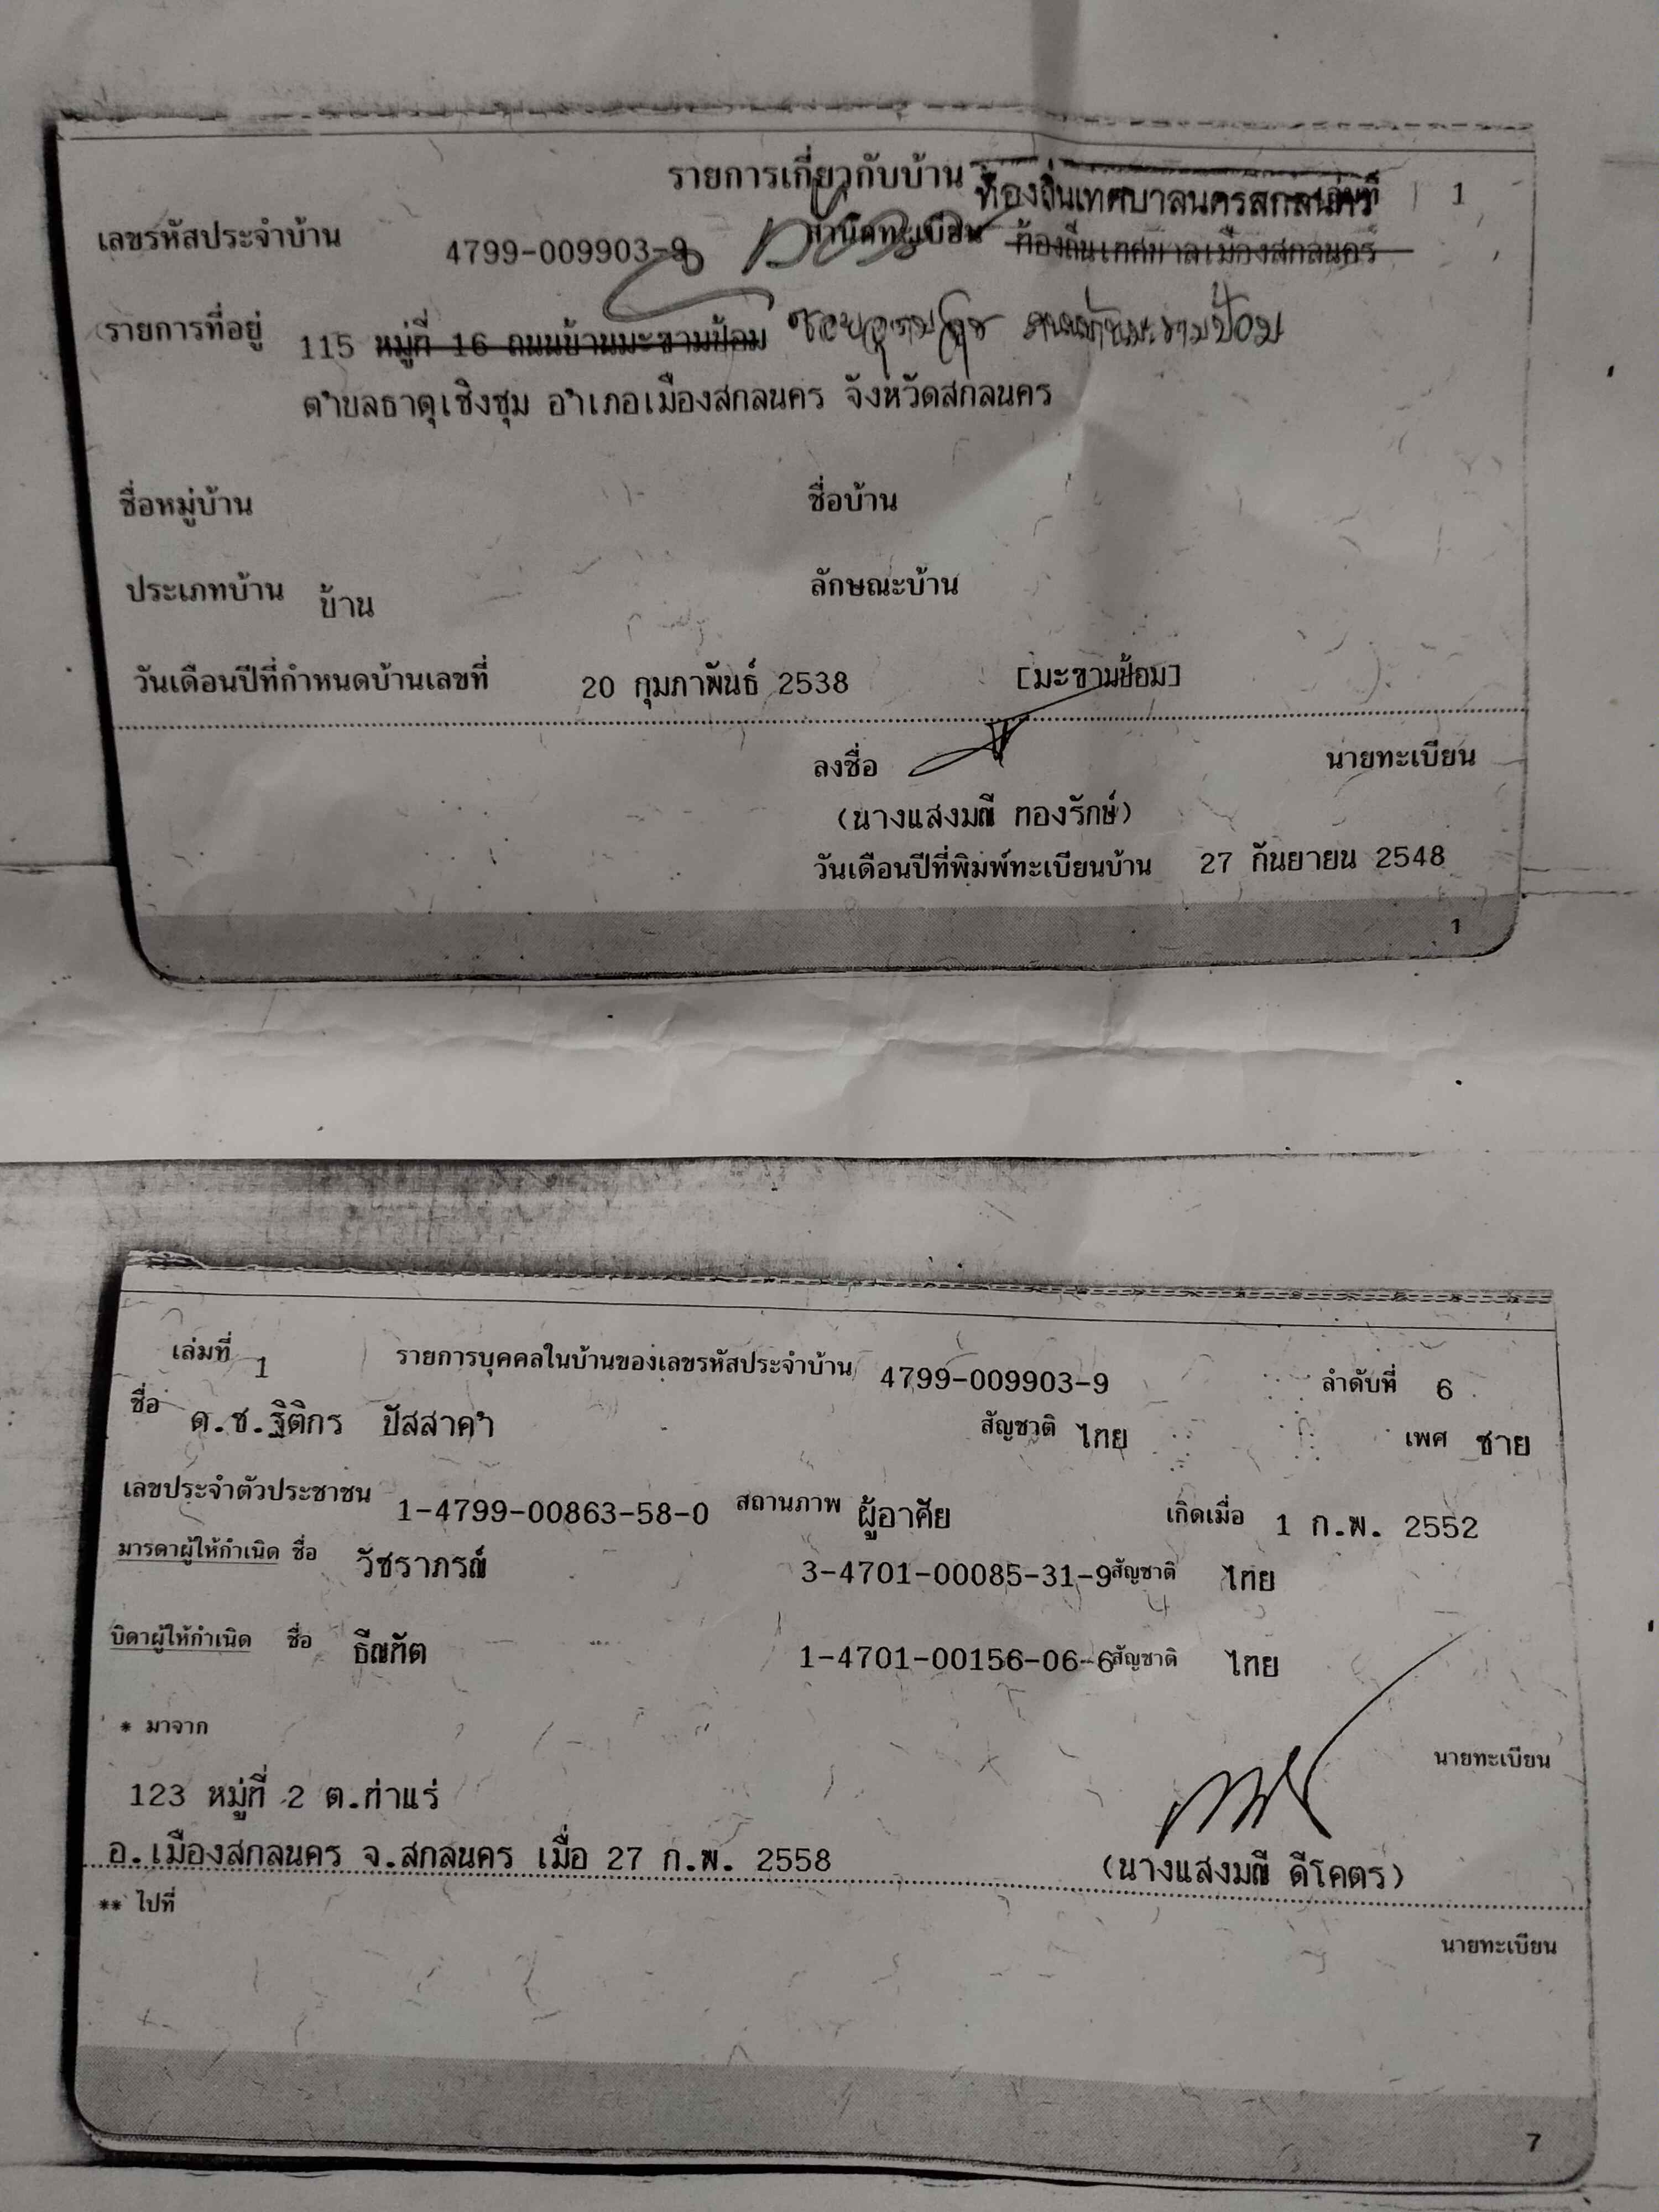 รายการเกี่ยวกับบ้าน เล่มที่ 1
ท้องถิ่นเทศบาลนครสกลนคร
เลขรหัสประจำบ้าน 4799-009903-9 สำนักทะเบียน ท้องถิ่นเทศบาลเมืองสกลนคร
รายการที่อยู่ 115 หมู่ที่ 16 ถนนบ้านมะขามป้อม ถนนบ้านมะขามป้อม
ตำบลธาตุเชิงชุม อำเภอเมืองสกลนคร จังหวัดสกลนคร
ชื่อหมู่บ้าน ชื่อบ้าน
ประเภทบ้าน บ้าน ลักษณะบ้าน
วันเดือนปีที่กำหนดบ้านเลขที่ 20 กุมภาพันธ์ 2538 [มะขามป้อม]
ลงชื่อ นายทะเบียน
(นางแสงมณี ทองรักษ์)
วันเดือนปีที่พิมพ์ทะเบียนบ้าน 27 กันยายน 2548
1
เล่มที่ 1 รายการบุคคลในบ้านของเลขรหัสประจำบ้าน 4799-009903-9 ลำดับที่ 6
ชื่อ ด.ช.ฐิติกร ปัสสาคำ สัญชาติ ไทย เพศ ชาย
เลขประจำตัวประชาชน 1-4799-00863-58-0 สถานภาพ ผู้อาศัย เกิดเมื่อ 1 ก.พ. 2552
มารดาผู้ให้กำเนิด ชื่อ วัชราภรณ์ 3-4701-00085-31-9 สัญชาติ ไทย
บิดาผู้ให้กำเนิด ชื่อ ธีณทัต 1-4701-00156-06-6 สัญชาติ ไทย
* มาจาก
นายทะเบียน
123 หมู่ที่ 2 ต.ท่าแร่
อ.เมืองสกลนคร จ.สกลนคร เมื่อ 27 ก.พ. 2558 (นางแสงมณี ดีโคตร)
** ไปที่
นายทะเบียน
7